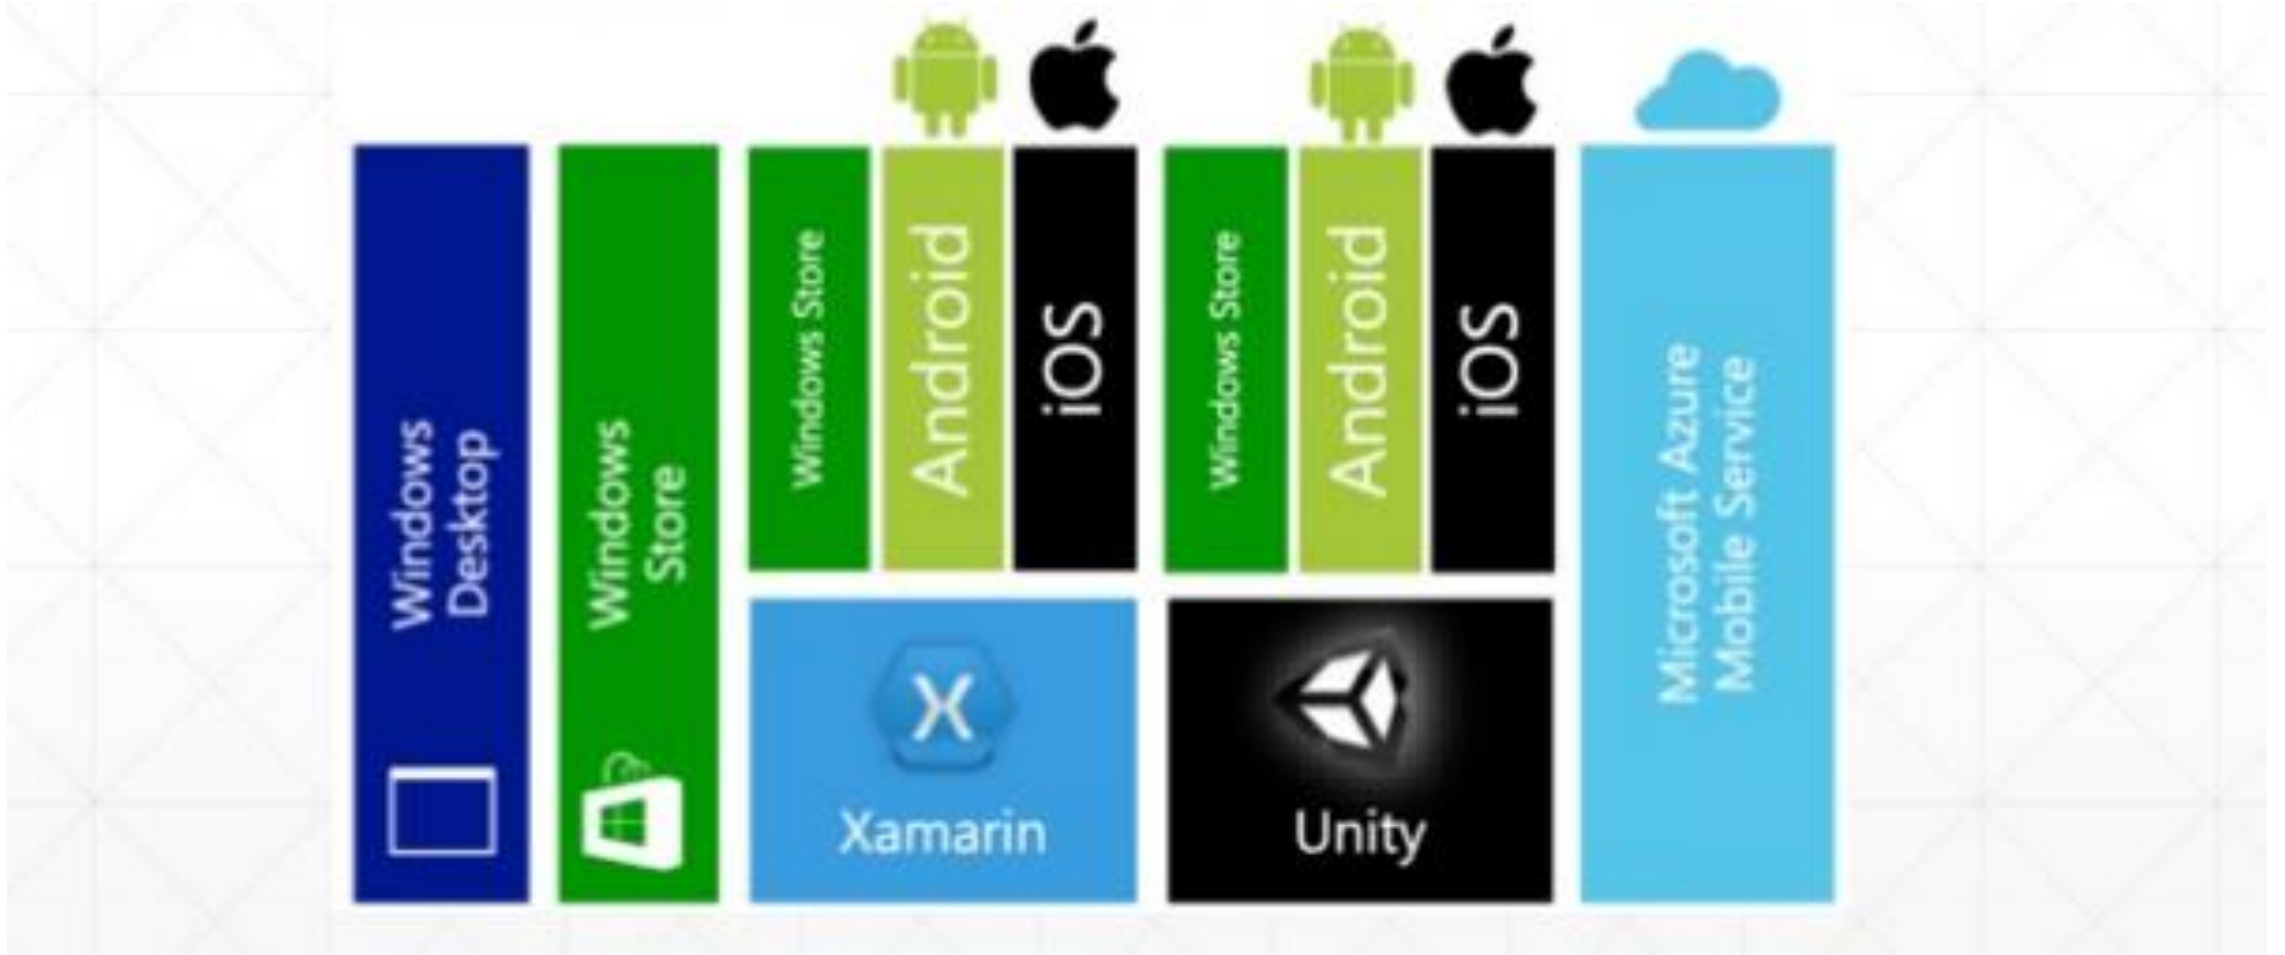 Windows
Desktop
Windows
Store
Windows Store
Android
iOS
Xamarin
Windows Store
Android
iOS
Unity
Microsoft Azure
Mobile Service